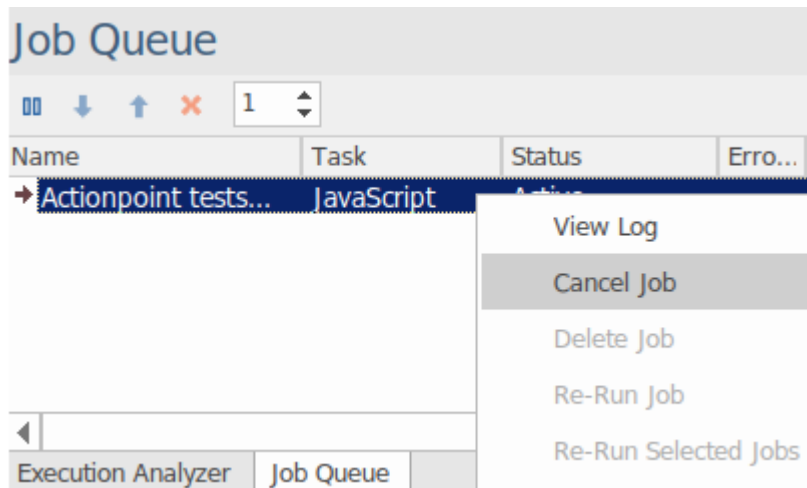 Job Queue
1
Name Task Status Erro...
Actionpoint tests... JavaScript
View Log
Cancel Job
Delete Job
Re-Run Job
Re-Run Selected Jobs
Execution Analyzer Job Queue